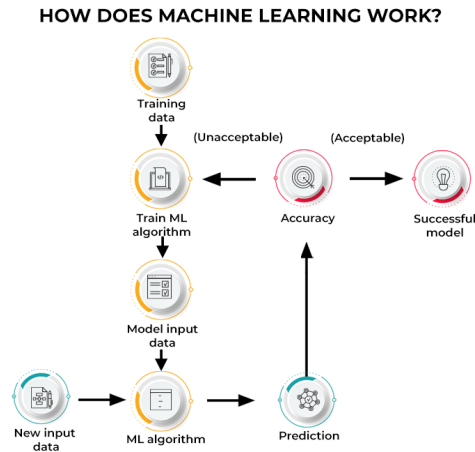 HOW DOES MACHINE LEARNING WORK?
Training
data
(Unacceptable)
(Acceptable)
Train ML
algorithm
Accuracy
Successful
model
Model input
data
New input
data
ML algorithm
Prediction